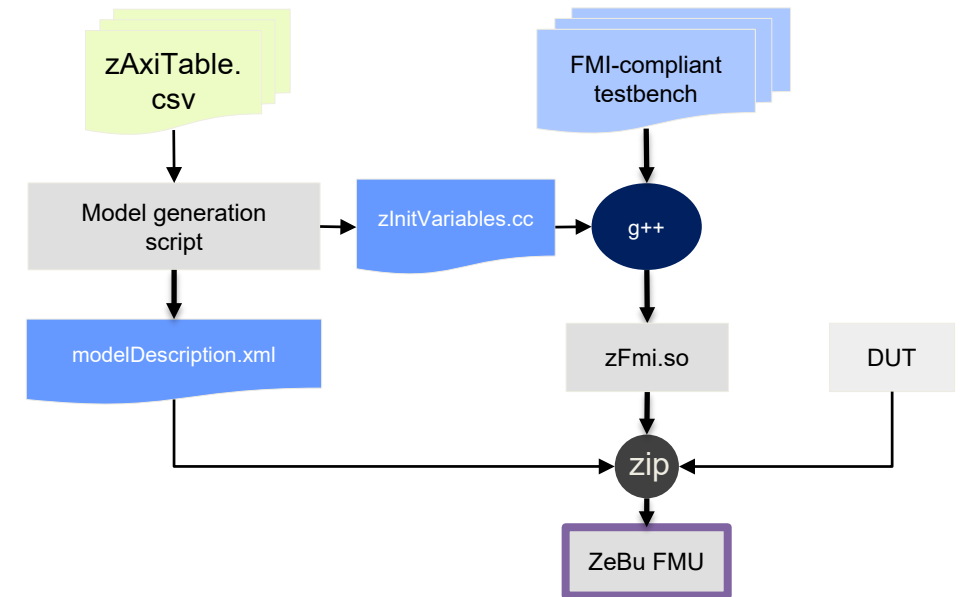 zAxiTable.
csv
FMI-compliant
testbench
Model generation
script
zInitVariables.cc
g++
modelDescription.xml
zFmi.so
DUT
zip
ZeBu FMU